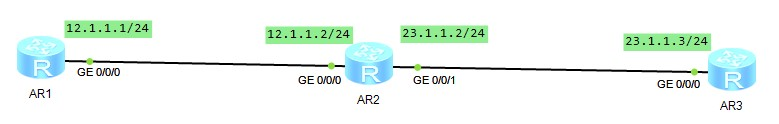 12.1.1.1/24
12.1.1.2/24
23.1.1.2/24
23.1.1.3/24
R
GE 0/0/0
GE 0/0/0
R
GE 0/0/1
GE 0/0/0
R
AR1
AR2
AR3